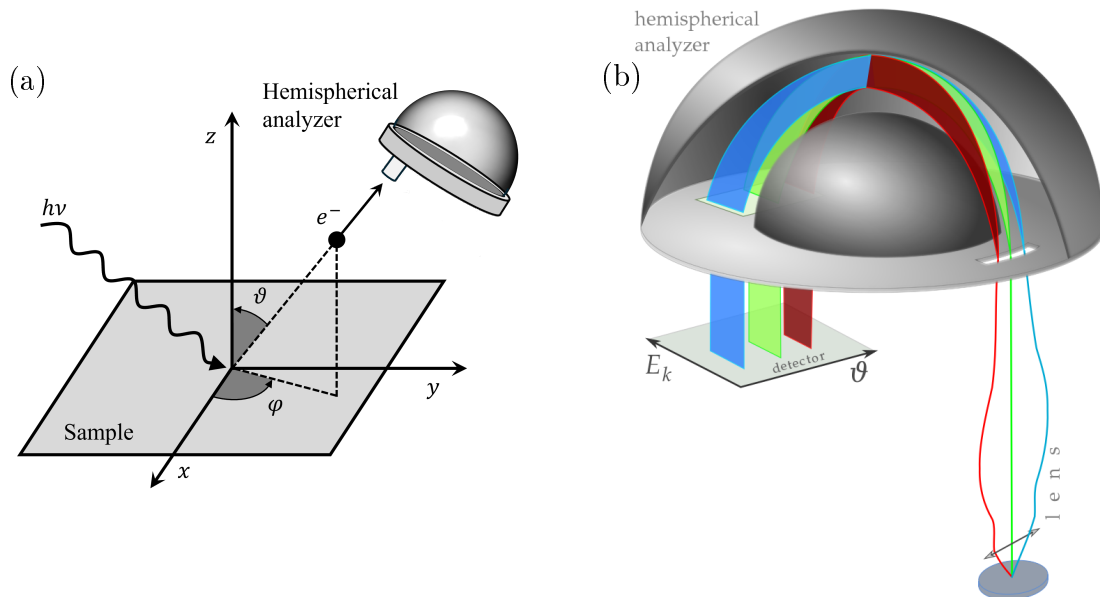 (a)
Hemispherical
analyzer
z
hν
e⁻
ϑ
y
φ
Sample
x
hemispherical
analyzer
(b)
E_k
detector
ϑ
lens